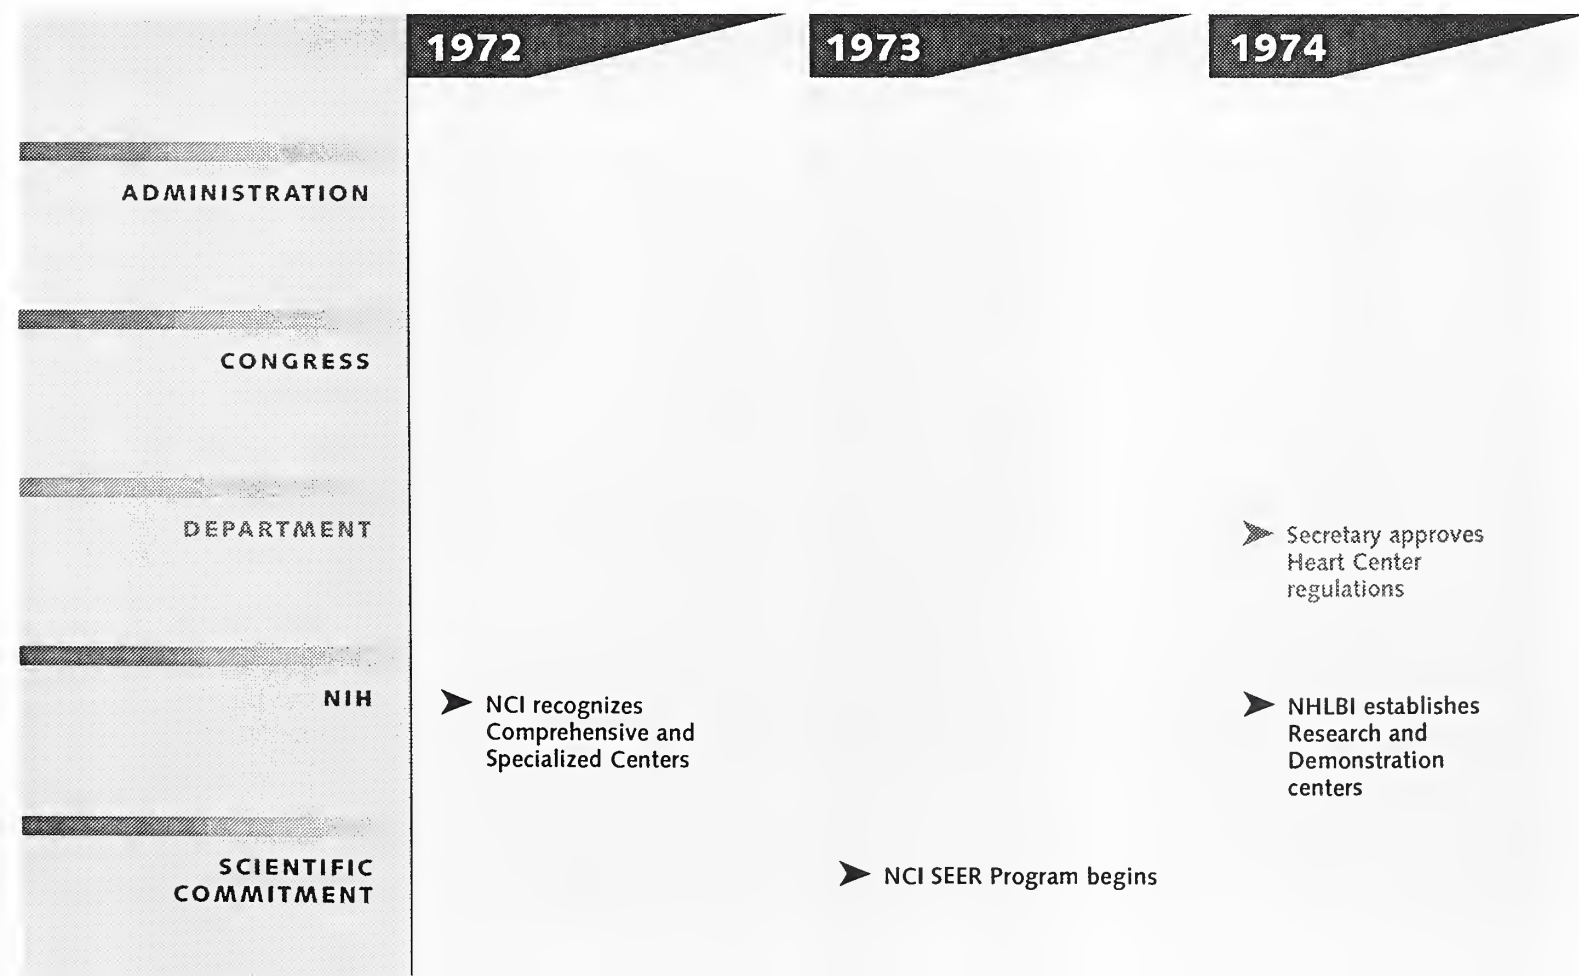 1972
1973
1974
ADMINISTRATION
CONGRESS
DEPARTMENT
Secretary approves
Heart Center
regulations
NIH
NCI recognizes
Comprehensive and
Specialized Centers
NHLBI establishes
Research and
Demonstration
centers
SCIENTIFIC
COMMITMENT
NCI SEER Program begins